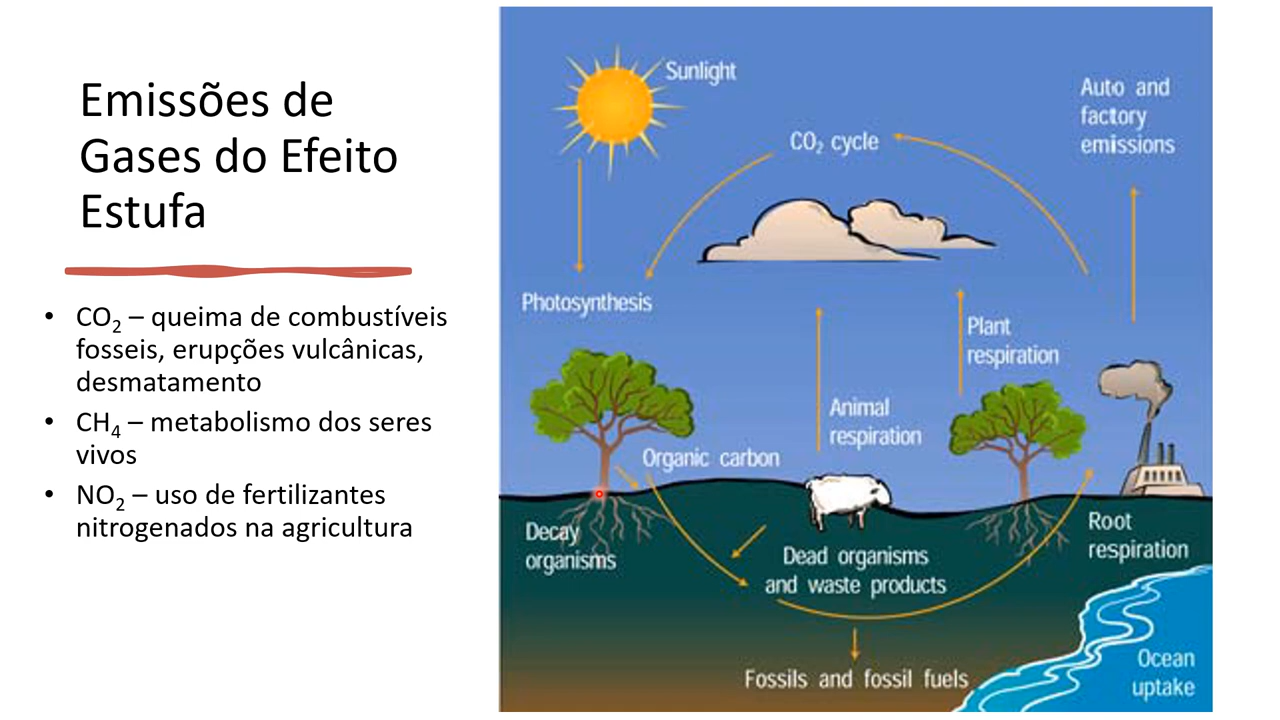 Emissões de
Gases do Efeito
Estufa
• CO₂ – queima de combustíveis
fosseis, erupções vulcânicas,
desmatamento
• CH₄ – metabolismo dos seres
vivos
• NO₂ – uso de fertilizantes
nitrogenados na agricultura
Sunlight
Auto and
factory
emissions
CO₂ cycle
Photosynthesis
Plant
respiration
Animal
respiration
Organic carbon
Decay
organisms
Dead organisms
and waste products
Root
respiration
Fossils and fossil fuels
Ocean
uptake